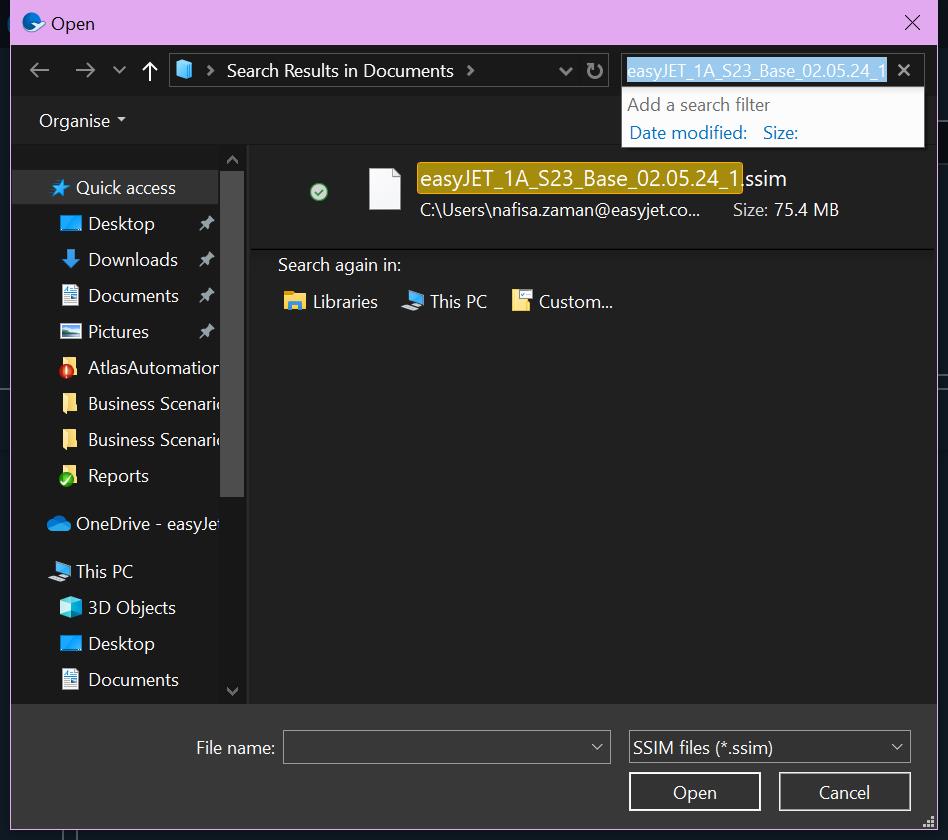 Open
Search Results in Documents
easyJET_1A_S23_Base_02.05.24_1
Add a search filter
Date modified: Size:
Organise
Quick access
Desktop
Downloads
Documents
Pictures
AtlasAutomation
Business Scenari
Business Scenari
Reports
OneDrive - easyJet
This PC
3D Objects
Desktop
Documents
easyJET_1A_S23_Base_02.05.24_1.ssim
C:\Users\nafisa.zaman@easyjet.co... Size: 75.4 MB
Search again in:
Libraries This PC Custom...
File name:
SSIM files (*.ssim)
Open Cancel